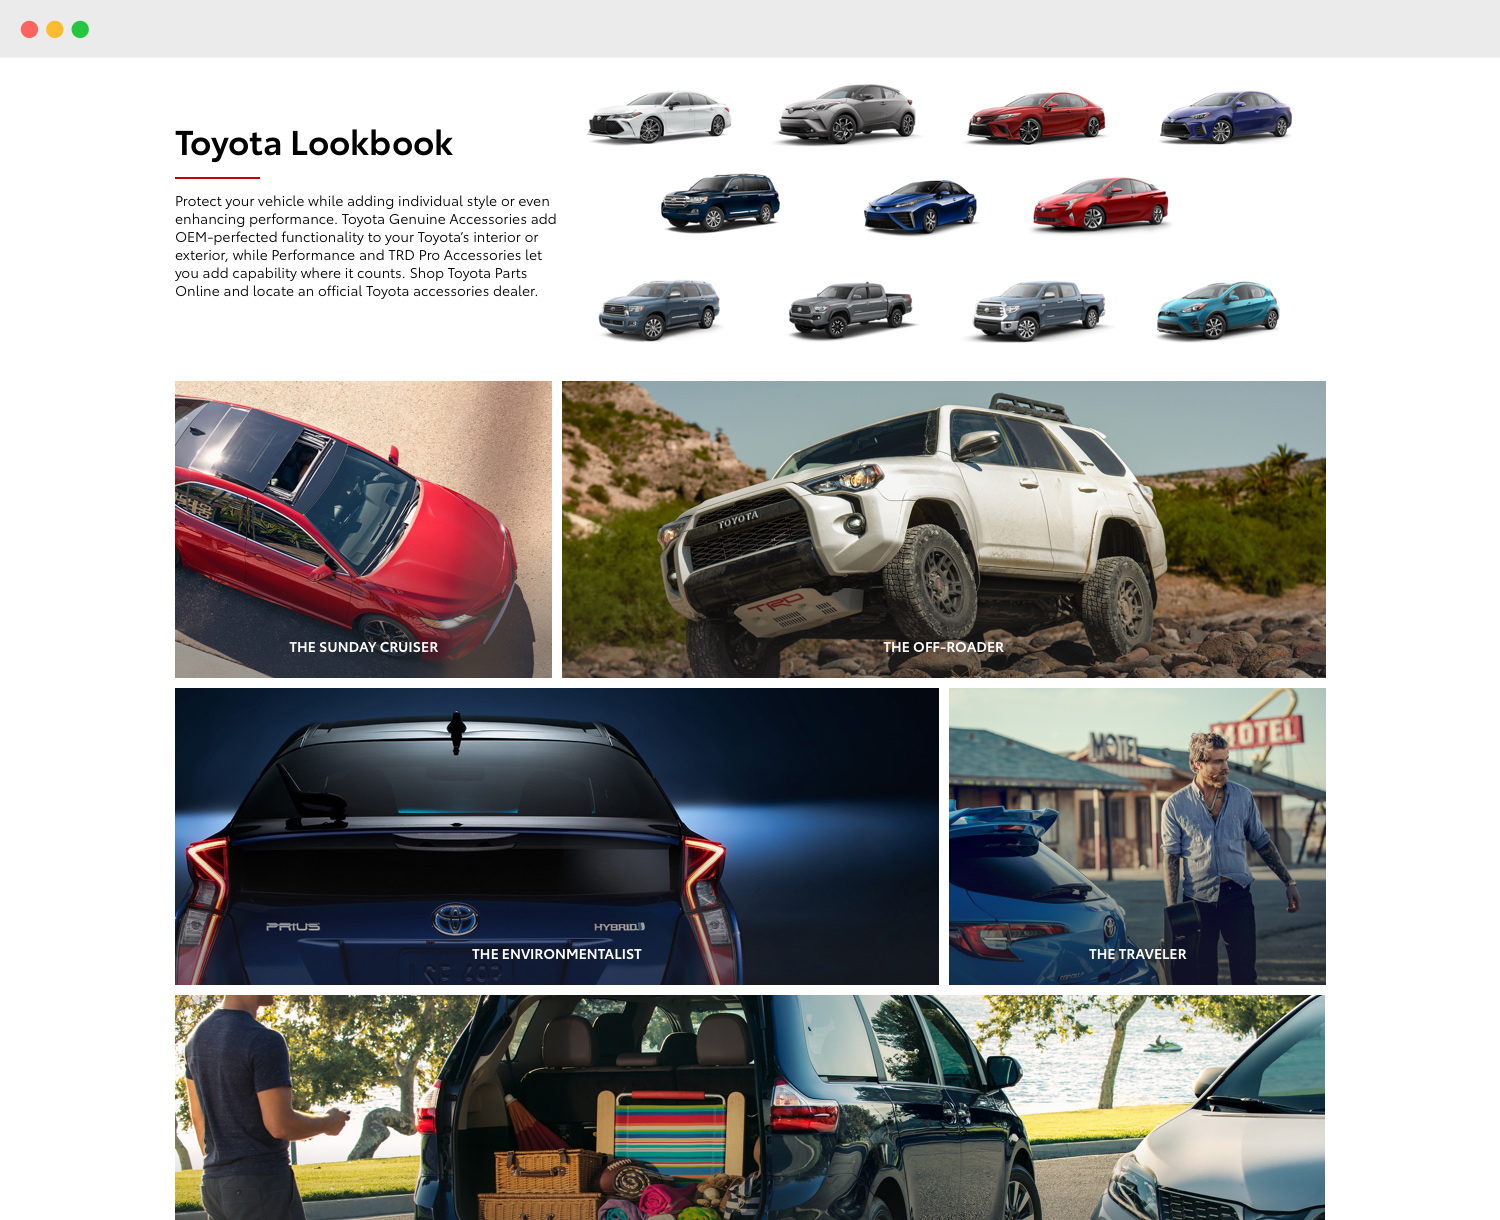 Toyota Lookbook
Protect your vehicle while adding individual style or even
enhancing performance. Toyota Genuine Accessories add
OEM-perfected functionality to your Toyota’s interior or
exterior, while Performance and TRD Pro Accessories let
you add capability where it counts. Shop Toyota Parts
Online and locate an official Toyota accessories dealer.
TOYOTA
TRD
THE SUNDAY CRUISER
THE OFF-ROADER
MOTEL
PRIUS
HYBRID
THE ENVIRONMENTALIST
THE TRAVELER